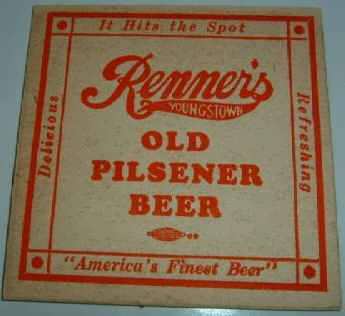 It Hits the Spot
Renner's
YOUNGSTOWN
OLD
PILSENER
BEER
Delicious
Refreshing
"America's Finest Beer"